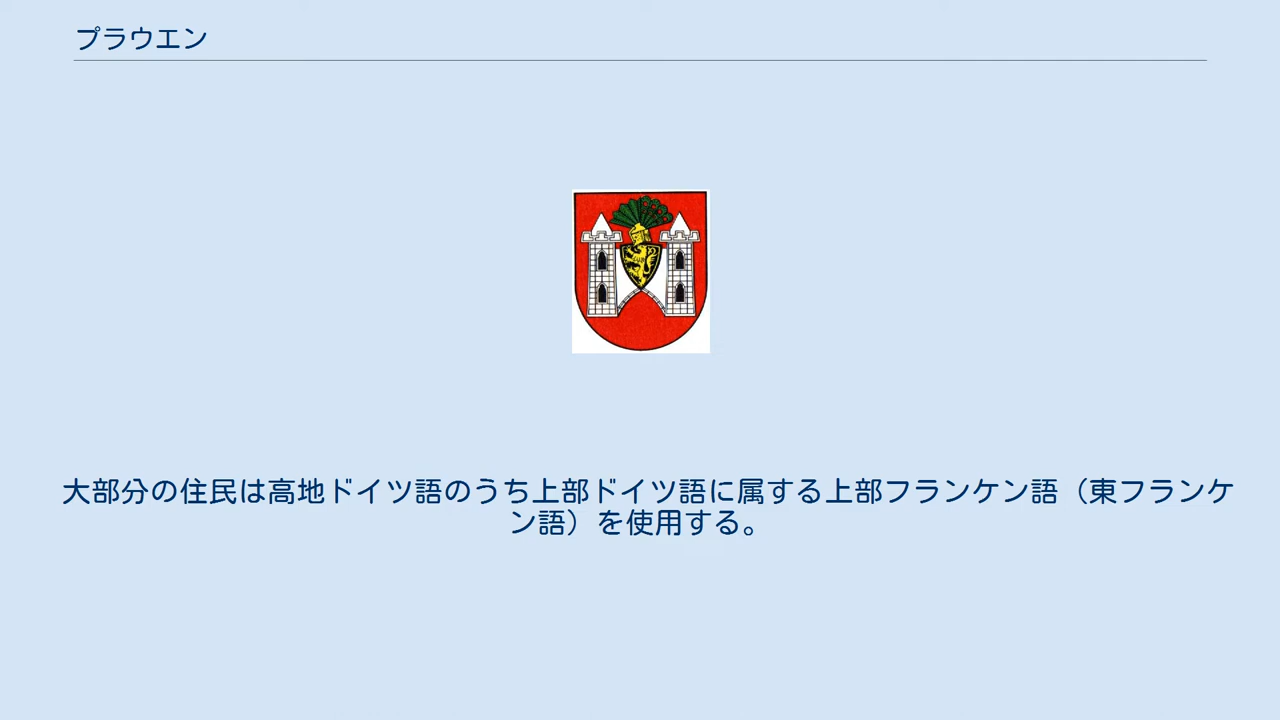 プラウエン
大部分の住民は高地ドイツ語のうち上部ドイツ語に属する上部フランケン語（東フランケ
ン語）を使用する。